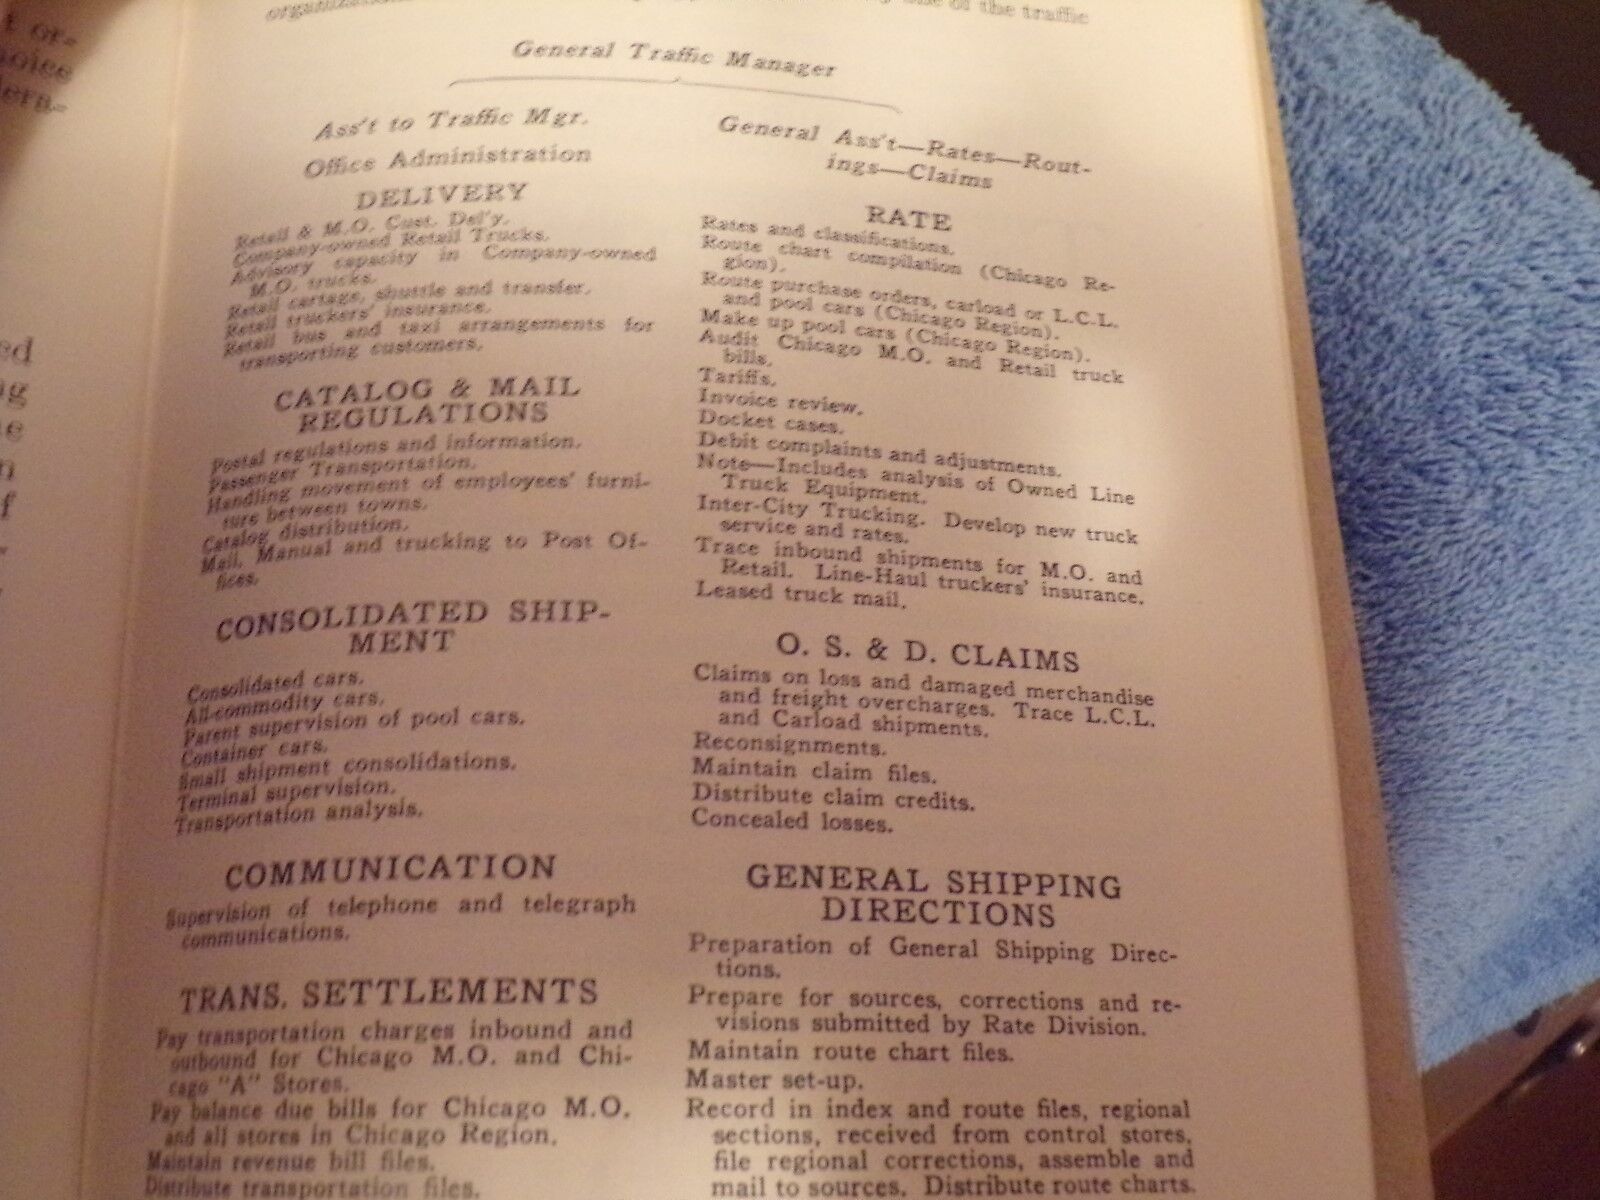 of the traffic
General Traffic Manager
Ass't to Traffic Mgr.
Office Administration
DELIVERY
Retail & M.O. Cust. Del'y.
Company-owned Retail Trucks.
Advisory capacity in Company-owned
M.O. trucks.
Retail cartage, shuttle and transfer.
Retail truckers' insurance.
Retail bus and taxi arrangements for
transporting customers.
CATALOG & MAIL
REGULATIONS
Postal regulations and information.
Passenger Transportation.
Handling movement of employees' furni-
ture between towns.
Catalog distribution.
Mail. Manual and trucking to Post Of-
fices.
CONSOLIDATED SHIP-
MENT
Consolidated cars.
All-commodity cars.
Parent supervision of pool cars.
Container cars.
Small shipment consolidations.
Terminal supervision.
Transportation analysis.
COMMUNICATION
Supervision of telephone and telegraph
communications.
TRANS. SETTLEMENTS
Pay transportation charges inbound and
outbound for Chicago M.O. and Chi-
cago "A" Stores.
Pay balance due bills for Chicago M.O.
and all stores in Chicago Region.
Maintain revenue bill files.
Distribute transportation files.
General Ass't—Rates—Rout-
ings—Claims
RATE
Rates and classifications.
Route chart compilation (Chicago Re-
gion).
Route purchase orders, carload or L.C.L.
and pool cars (Chicago Region).
Make up pool cars (Chicago Region).
Audit Chicago M.O. and Retail truck
bills.
Tariffs.
Invoice review.
Docket cases.
Debit complaints and adjustments.
Note—Includes analysis of Owned Line
Truck Equipment.
Inter-City Trucking. Develop new truck
service and rates.
Trace inbound shipments for M.O. and
Retail. Line-Haul truckers' insurance.
Leased truck mail.
O. S. & D. CLAIMS
Claims on loss and damaged merchandise
and freight overcharges. Trace L.C.L.
and Carload shipments.
Reconsignments.
Maintain claim files.
Distribute claim credits.
Concealed losses.
GENERAL SHIPPING
DIRECTIONS
Preparation of General Shipping Direc-
tions.
Prepare for sources, corrections and re-
visions submitted by Rate Division.
Maintain route chart files.
Master set-up.
Record in index and route files, regional
sections, received from control stores,
file regional corrections, assemble and
mail to sources. Distribute route charts.